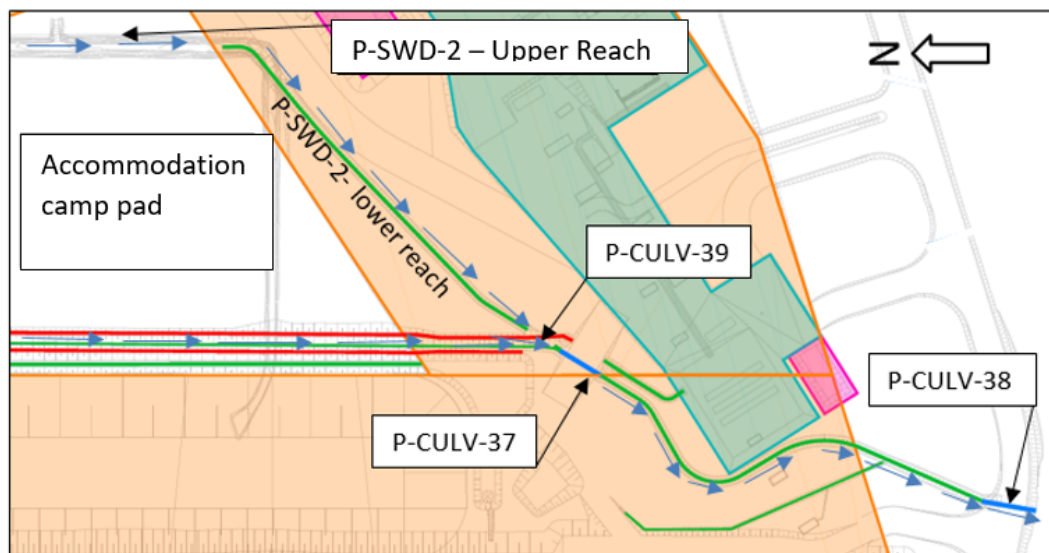 P-SWD-2 – Upper Reach
N
P-SWD-2- lower reach
Accommodation
camp pad
P-CULV-39
P-CULV-38
P-CULV-37